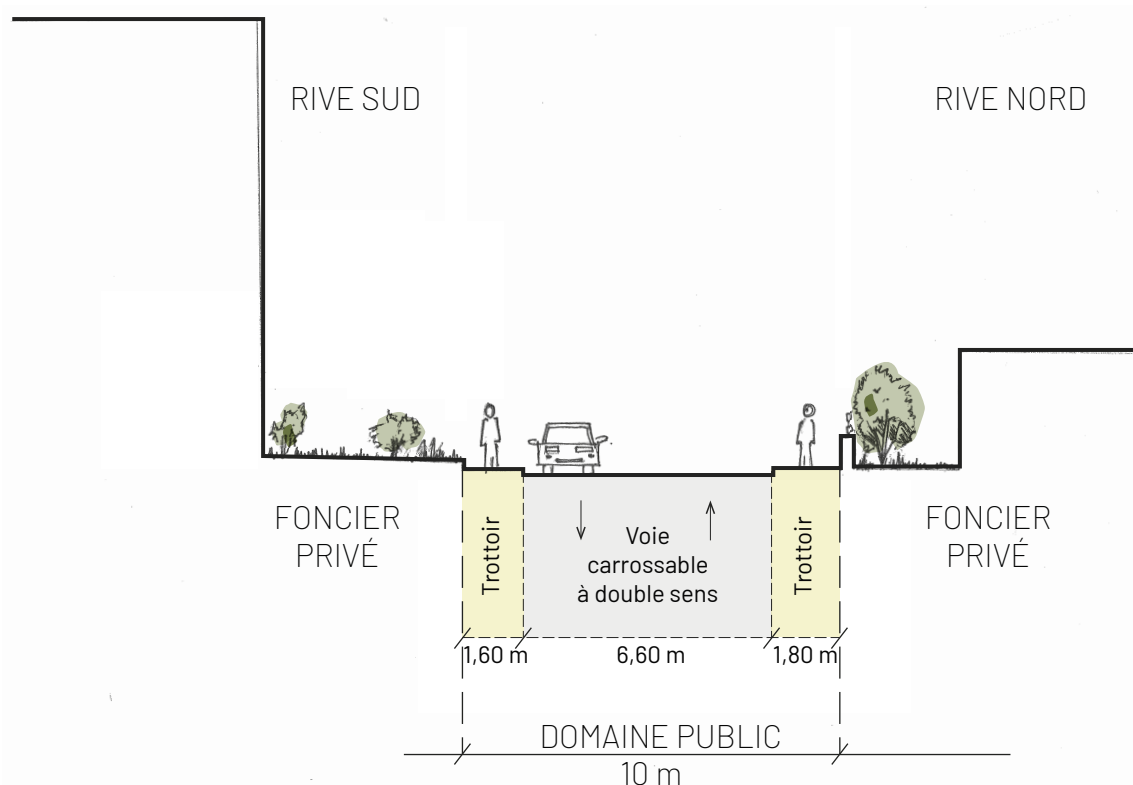 RIVE SUD
RIVE NORD
FONCIER
PRIVÉ
Trottoir
Voie
carrossable
à double sens
Trottoir
FONCIER
PRIVÉ
1,60 m
6,60 m
1,80 m
DOMAINE PUBLIC
10 m